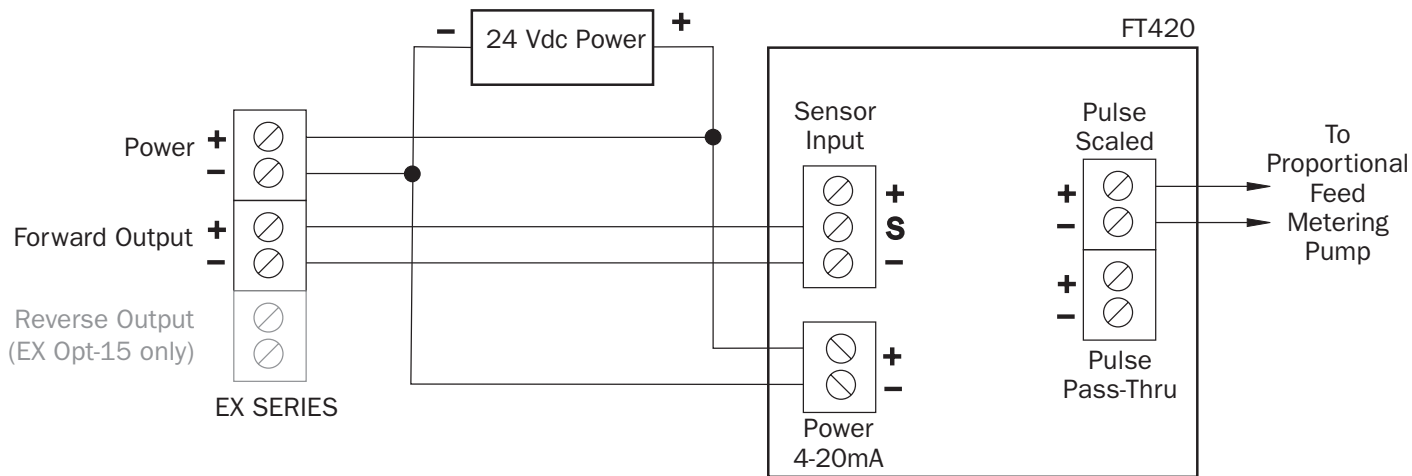 − 24 Vdc Power +
FT420
Power + −
Forward Output + −
Reverse Output
(EX Opt-15 only)
EX SERIES
Sensor
Input
+
S
−
+
−
Power
4-20mA
Pulse
Scaled
+
−
+
−
Pulse
Pass-Thru
To
Proportional
Feed
Metering
Pump